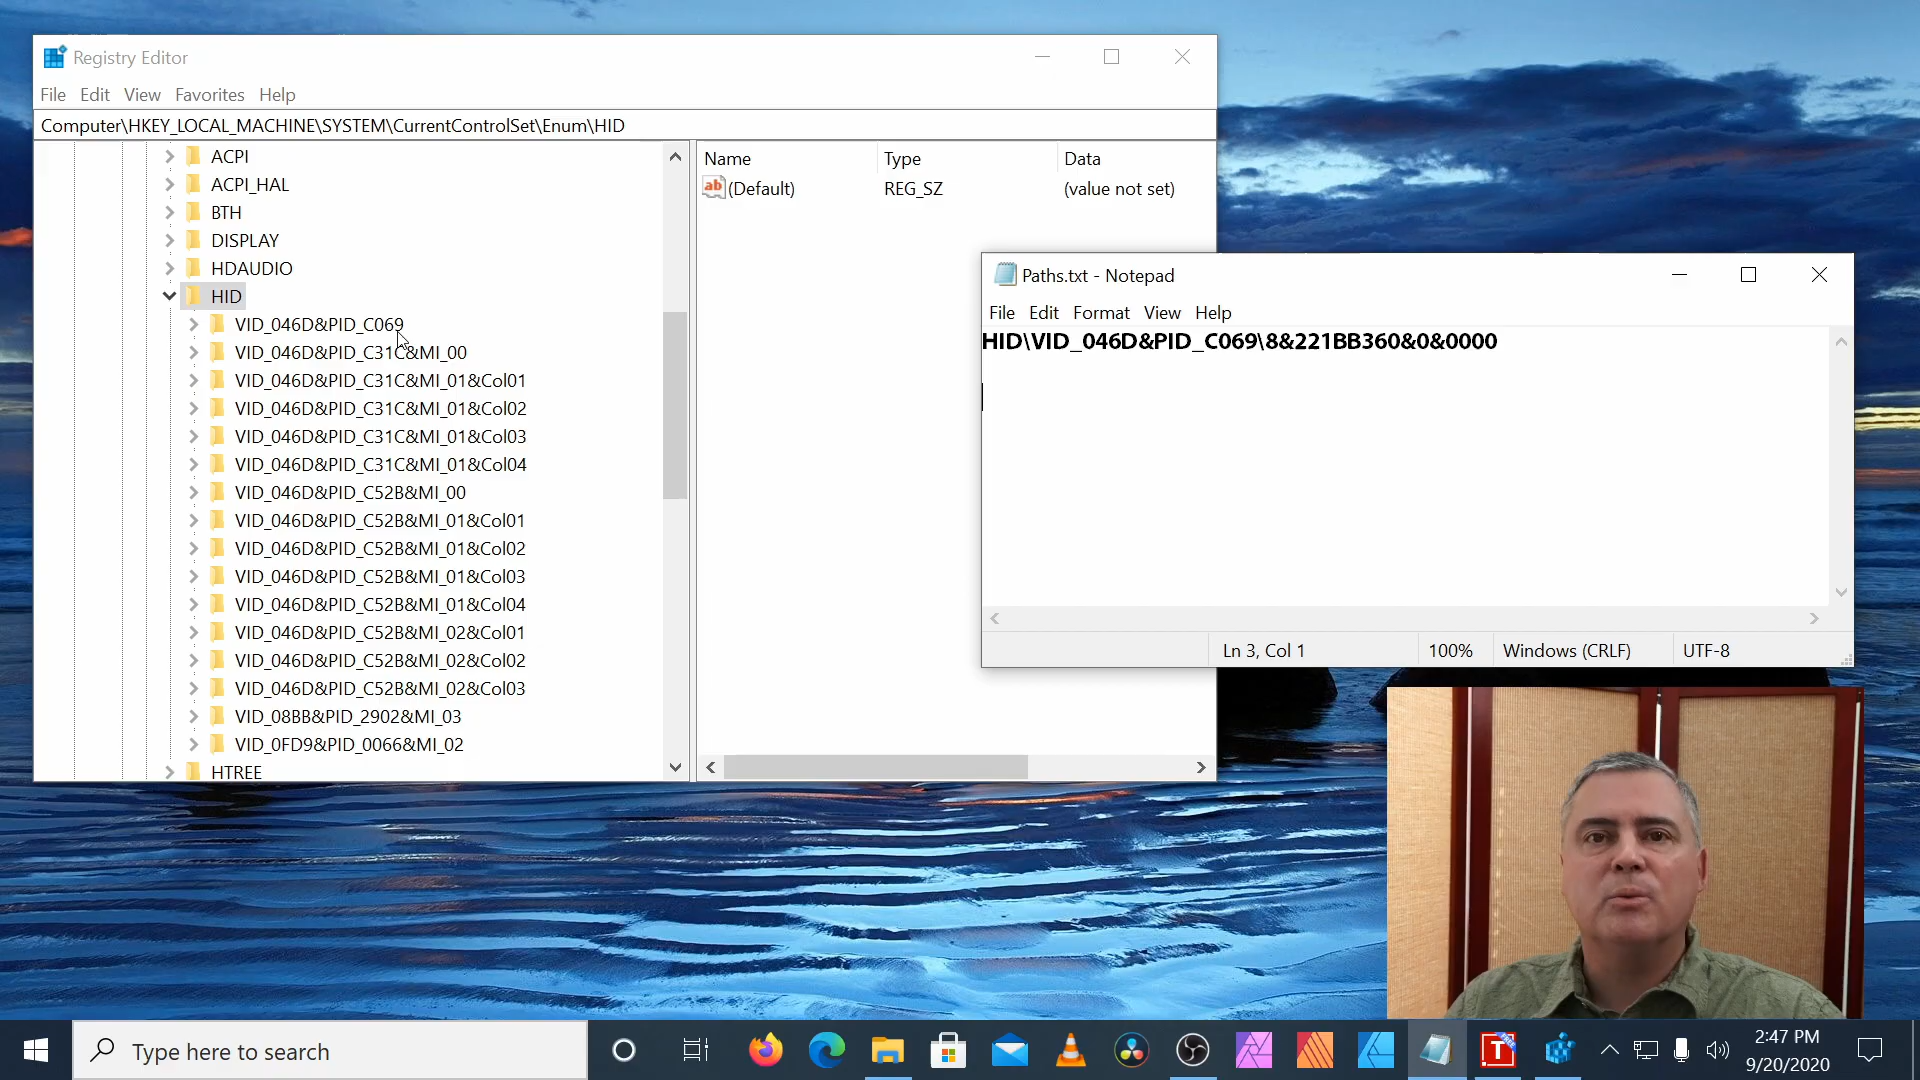 Registry Editor
File Edit View Favorites Help
Computer\HKEY_LOCAL_MACHINE\SYSTEM\CurrentControlSet\Enum\HID
ACPI
ACPI_HAL
BTH
DISPLAY
HDAUDIO
HID
VID_046D&PID_C069
VID_046D&PID_C31C&MI_00
VID_046D&PID_C31C&MI_01&Col01
VID_046D&PID_C31C&MI_01&Col02
VID_046D&PID_C31C&MI_01&Col03
VID_046D&PID_C31C&MI_01&Col04
VID_046D&PID_C52B&MI_00
VID_046D&PID_C52B&MI_01&Col01
VID_046D&PID_C52B&MI_01&Col02
VID_046D&PID_C52B&MI_01&Col03
VID_046D&PID_C52B&MI_01&Col04
VID_046D&PID_C52B&MI_02&Col01
VID_046D&PID_C52B&MI_02&Col02
VID_046D&PID_C52B&MI_02&Col03
VID_08BB&PID_2902&MI_03
VID_0FD9&PID_0066&MI_02
HTREE
Name Type Data
ab (Default) REG_SZ (value not set)
Paths.txt - Notepad
File Edit Format View Help
HID\VID_046D&PID_C069\8&221BB360&0&0000
Ln 3, Col 1 100% Windows (CRLF) UTF-8
Type here to search
T
2:47 PM
9/20/2020